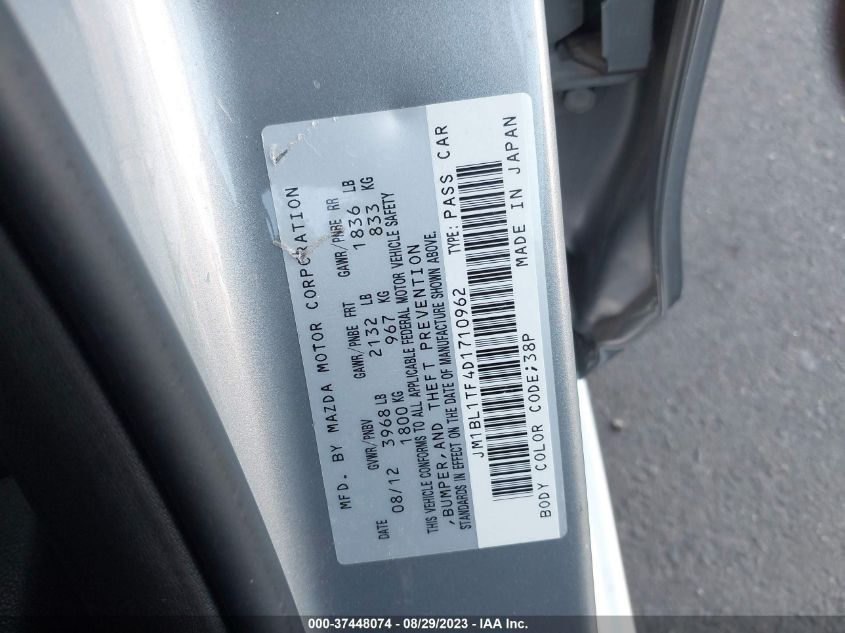 MFD. BY MAZDA MOTOR CORPORATION
GVWR/PNBV GAWR/PNBE FRT GAWR/PNBE RR
DATE 3968 LB 2132 LB 1836 LB
08/12 1800 KG 967 KG 833 KG
THIS VEHICLE CONFORMS TO ALL APPLICABLE FEDERAL MOTOR VEHICLE SAFETY
,BUMPER,AND THEFT PREVENTION
STANDARDS IN EFFECT ON THE DATE OF MANUFACTURE SHOWN ABOVE.
JM1BL1TF4D1710962 TYPE: PASS CAR
BODY COLOR CODE;38P MADE IN JAPAN
000-37448074 - 08/29/2023 - IAA Inc.